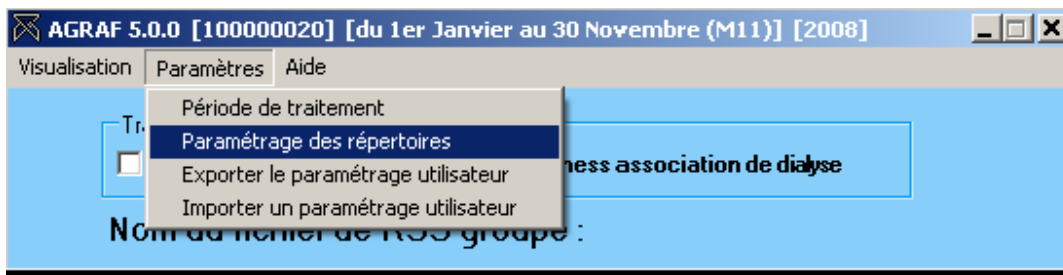 AGRAF 5.0.0 [100000020] [du 1er Janvier au 30 Novembre (M11)] [2008]
Visualisation Paramètres Aide
Période de traitement
Paramétrage des répertoires
Exporter le paramétrage utilisateur
Importer un paramétrage utilisateur
association de dialyse